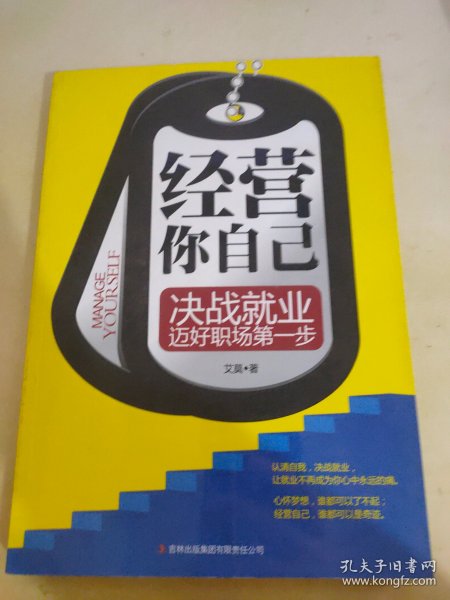 经营
你自己
MANAGE
YOURSELF
决战就业
迈好职场第一步
艾莫•著
认清自我，决战就业，
让就业不再成为你心中永远的痛。
心怀梦想，谁都可以了不起；
经营自己，谁都可以是奇迹。
吉林出版集团有限责任公司
孔夫子旧书网
www.kongfz.com